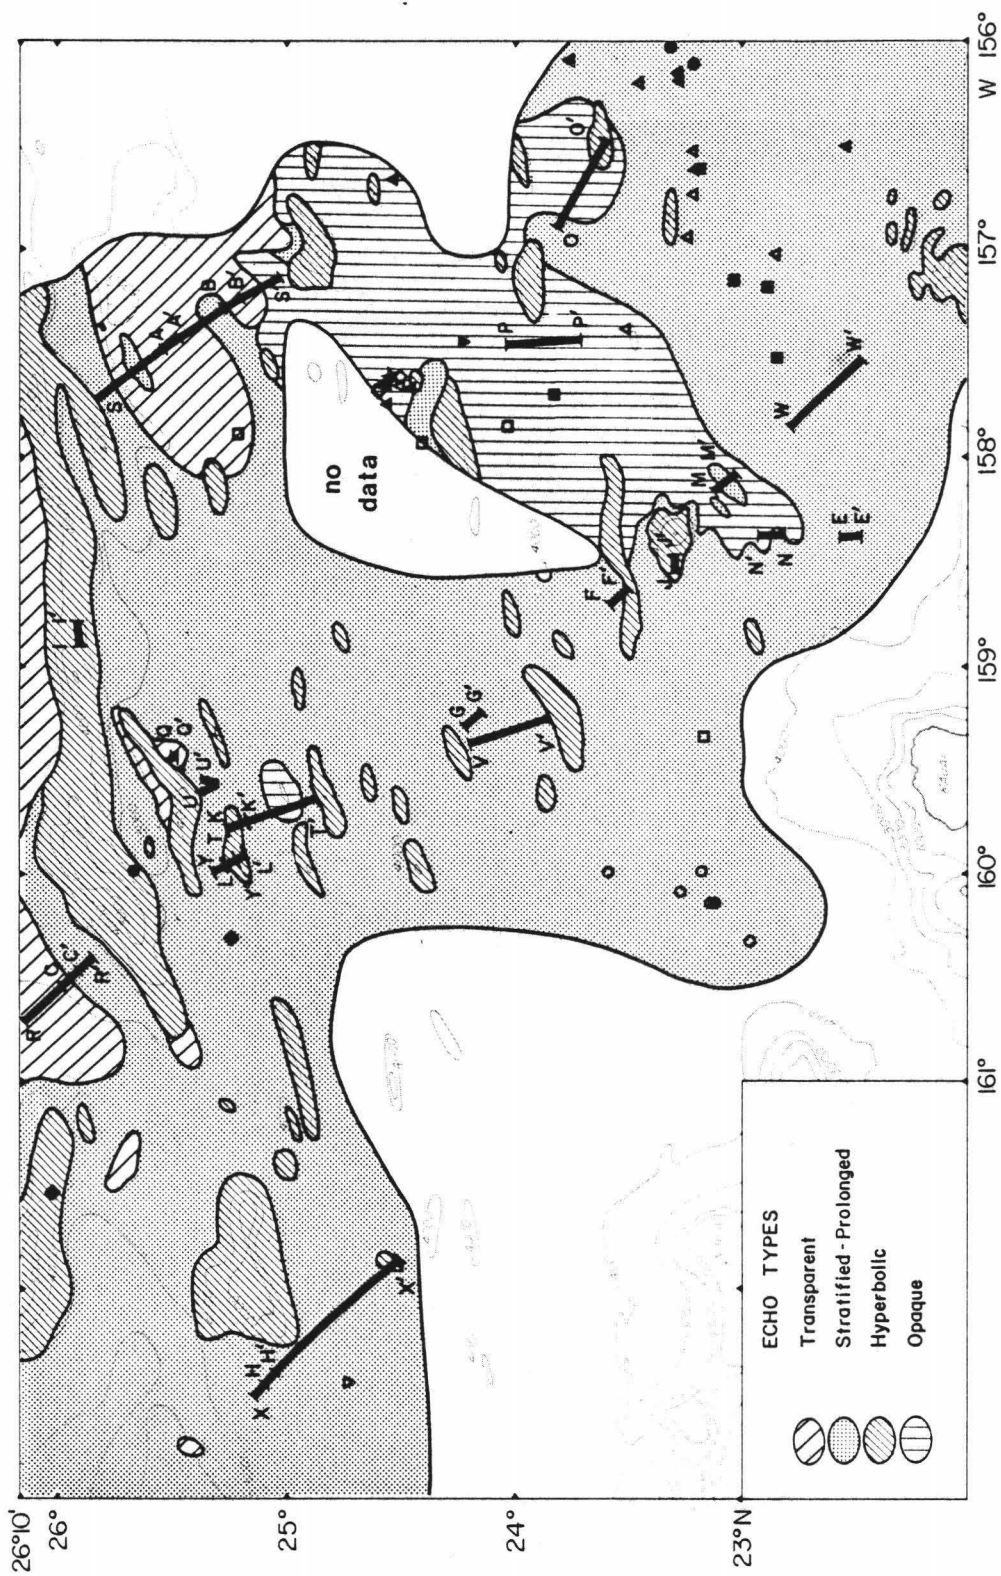 26°10'
26°
25°
24°
23°N
W 156°
157°
158°
159°
160°
161°
no
data
R
C
C'
R'
I
I'
S
A
A'
B
B'
S'
O
O'
P
P'
W
W'
M
M'
N'
N
E
E'
F
F'
J
J'
G
G'
V
V'
Q
Q'
U
U'
K
K'
T
T'
Y
L
L'
Y'
X
H
H'
X'
ECHO TYPES
Transparent
Stratified-Prolonged
Hyperbolic
Opaque
KAUAI